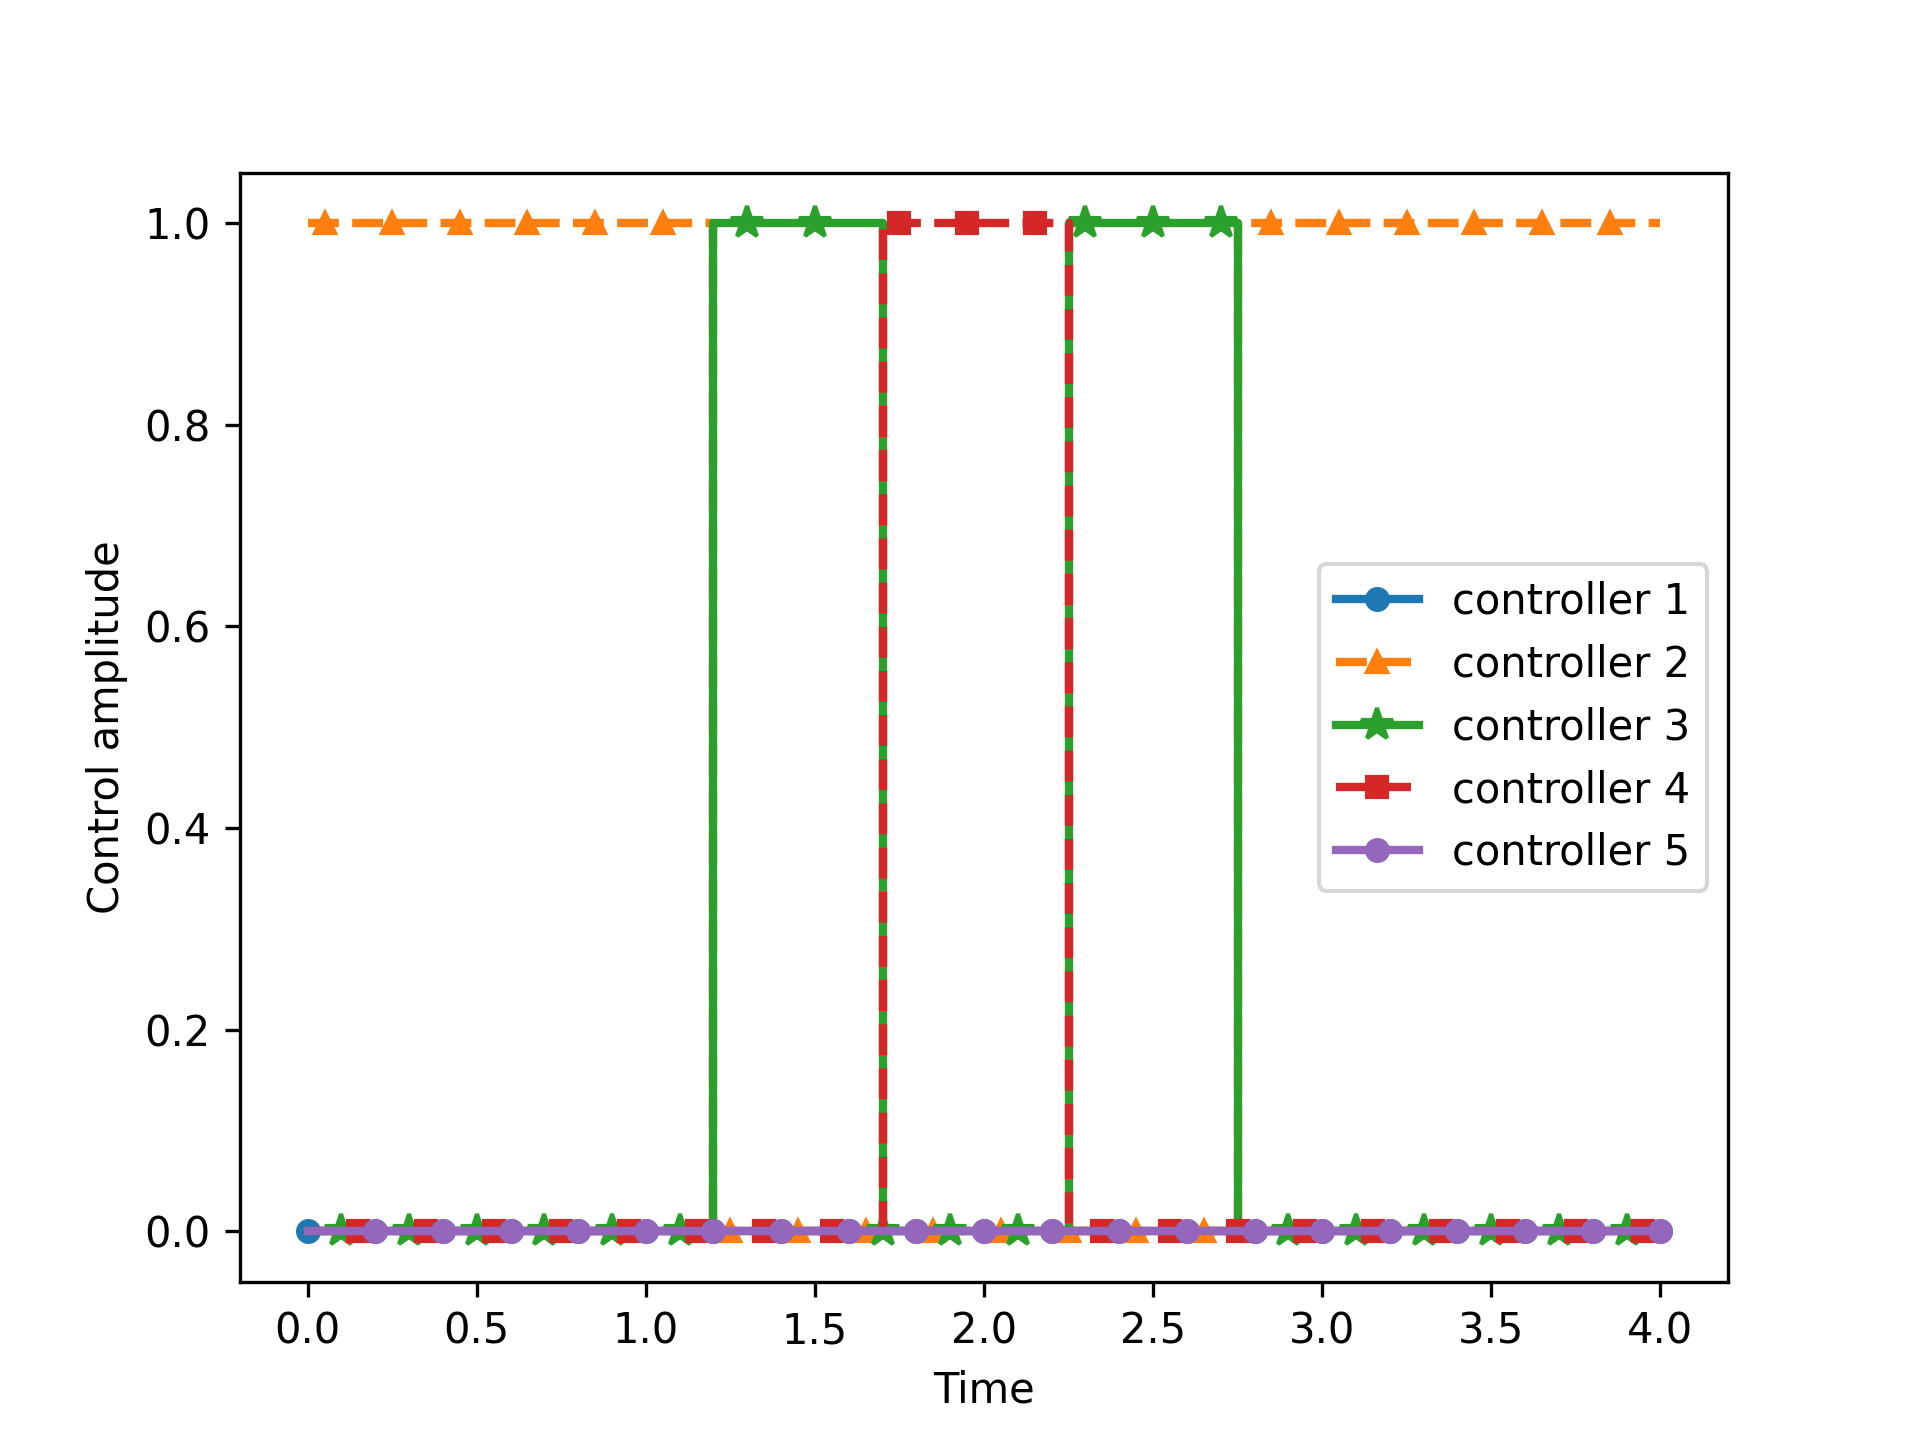 1.0
0.8
0.6
0.4
0.2
0.0
Control amplitude
controller 1
controller 2
controller 3
controller 4
controller 5
0.0 0.5 1.0 1.5 2.0 2.5 3.0 3.5 4.0
Time